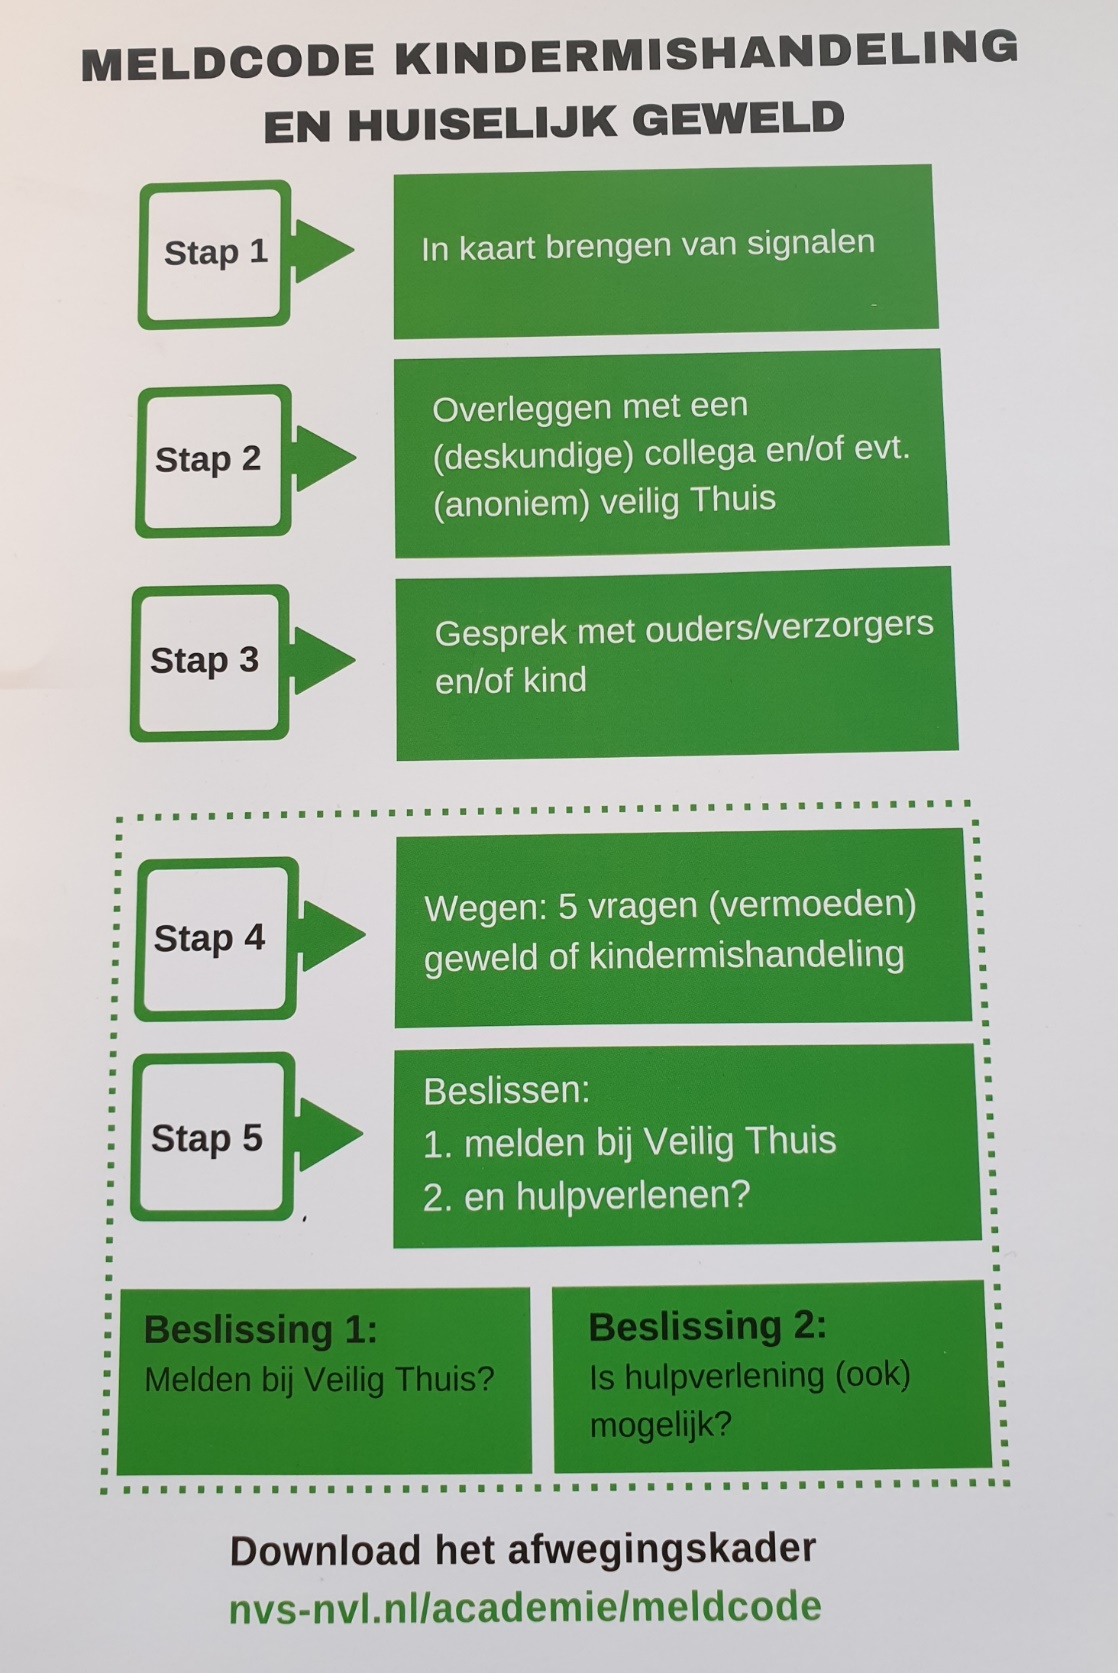 MELDCODE KINDERMISHANDELING
EN HUISELIJK GEWELD
Stap 1
In kaart brengen van signalen
Stap 2
Overleggen met een
(deskundige) collega en/of evt.
(anoniem) veilig Thuis
Stap 3
Gesprek met ouders/verzorgers
en/of kind
Stap 4
Wegen: 5 vragen (vermoeden)
geweld of kindermishandeling
Stap 5
Beslissen:
1. melden bij Veilig Thuis
2. en hulpverlenen?
Beslissing 1:
Melden bij Veilig Thuis?
Beslissing 2:
Is hulpverlening (ook)
mogelijk?
Download het afwegingskader
nvs-nvl.nl/academie/meldcode